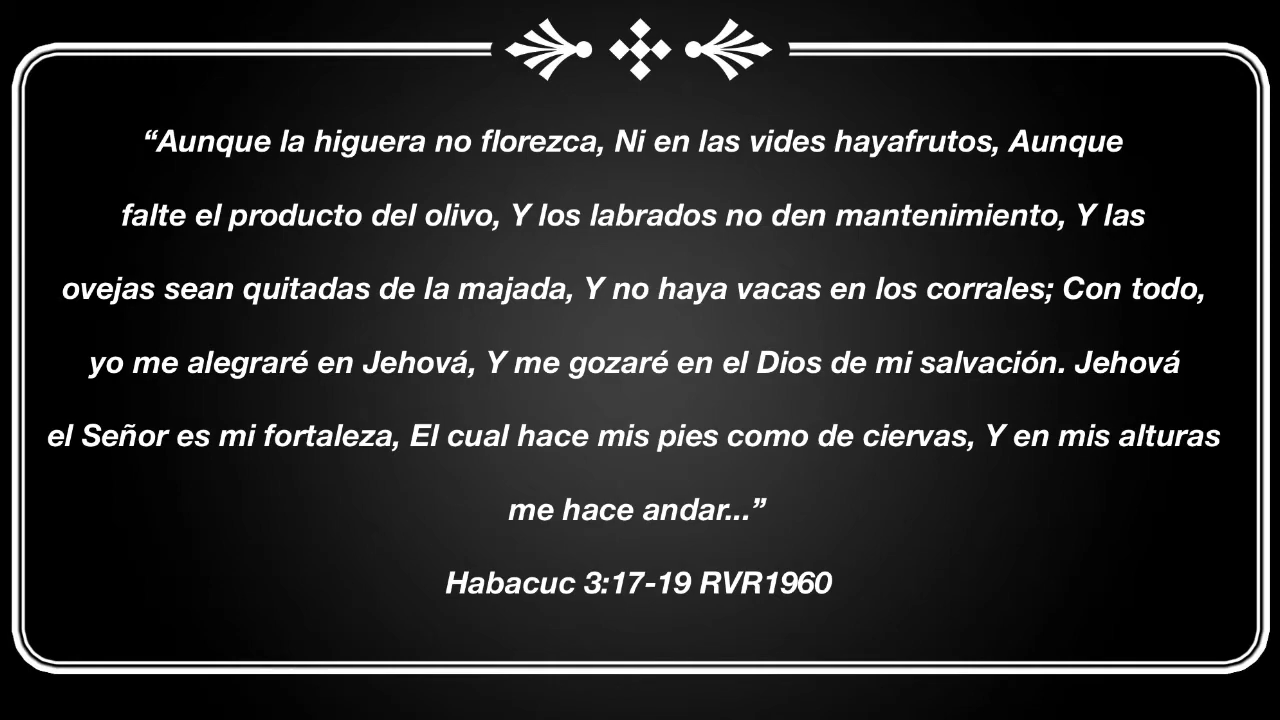 “Aunque la higuera no florezca, Ni en las vides hayafrutos, Aunque
falte el producto del olivo, Y los labrados no den mantenimiento, Y las
ovejas sean quitadas de la majada, Y no haya vacas en los corrales; Con todo,
yo me alegraré en Jehová, Y me gozaré en el Dios de mi salvación. Jehová
el Señor es mi fortaleza, El cual hace mis pies como de ciervas, Y en mis alturas
me hace andar...”
Habacuc 3:17-19 RVR1960